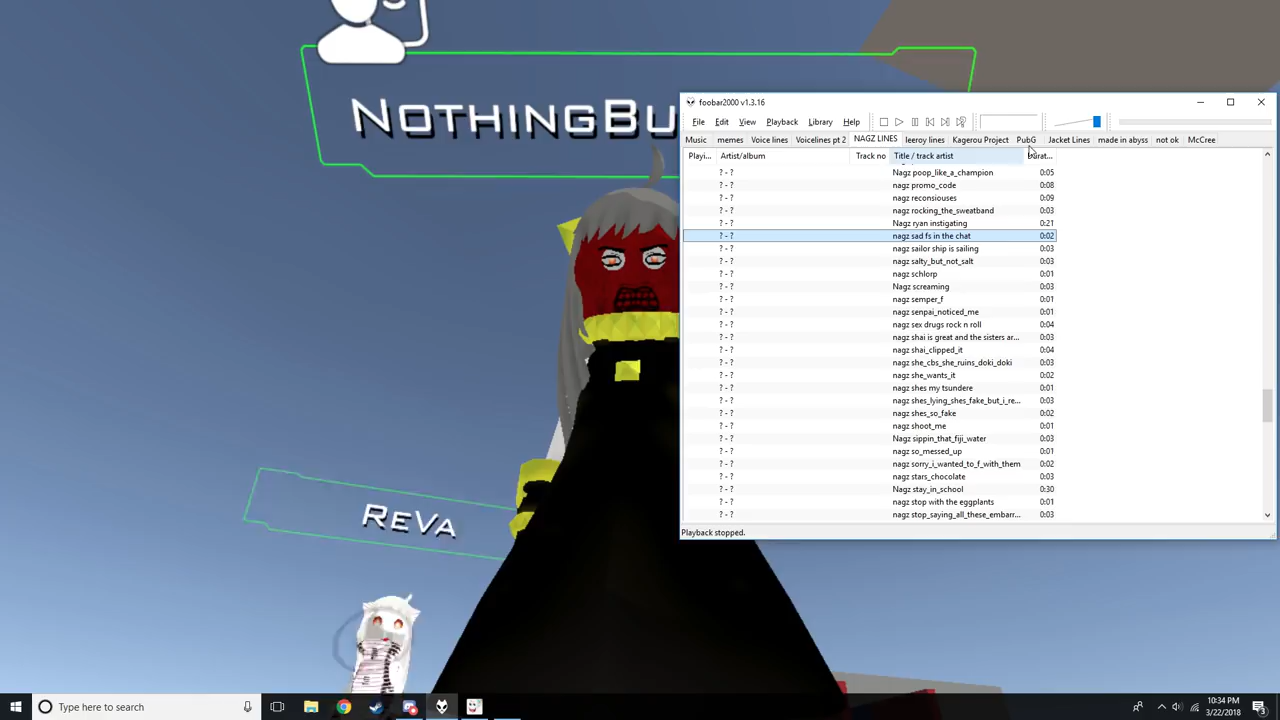 NothingBu
foobar2000 v1.3.16
File Edit View Playback Library Help
Music memes Voice lines Voicelines pt 2 NAGZ LINES leeroy lines Kagerou Project PubG Jacket Lines made in abyss not ok McCree
Playi... Artist/album Track no Title / track artist Durat...
? - ? Nagz poop_like_a_champion 0:05
? - ? nagz promo_code 0:08
? - ? nagz reconsiouses 0:09
? - ? nagz rocking_the_sweatband 0:03
? - ? Nagz ryan instigating 0:21
? - ? nagz sad fs in the chat 0:02
? - ? nagz sailor ship is sailing 0:03
? - ? nagz salty_but_not_salt 0:03
? - ? nagz schlorp 0:01
? - ? Nagz screaming 0:03
? - ? nagz semper_f 0:01
? - ? nagz senpai_noticed_me 0:01
? - ? nagz sex drugs rock n roll 0:04
? - ? nagz shai is great and the sisters ar... 0:03
? - ? nagz shai_clipped_it 0:04
? - ? nagz she_cbs_she_ruins_doki_doki 0:03
? - ? nagz she_wants_it 0:02
? - ? nagz shes my tsundere 0:01
? - ? nagz shes_lying_shes_fake_but_i_re... 0:03
? - ? nagz shes_so_fake 0:02
? - ? nagz shoot_me 0:01
? - ? Nagz sippin_that_fiji_water 0:03
? - ? nagz so_messed_up 0:01
? - ? nagz sorry_i_wanted_to_f_with_them 0:02
? - ? nagz stars_chocolate 0:03
? - ? Nagz stay_in_school 0:30
? - ? nagz stop with the eggplants 0:01
? - ? nagz stop_saying_all_these_embarr... 0:03
Playback stopped.
ReVa
Type here to search
10:34 PM
3/22/2018